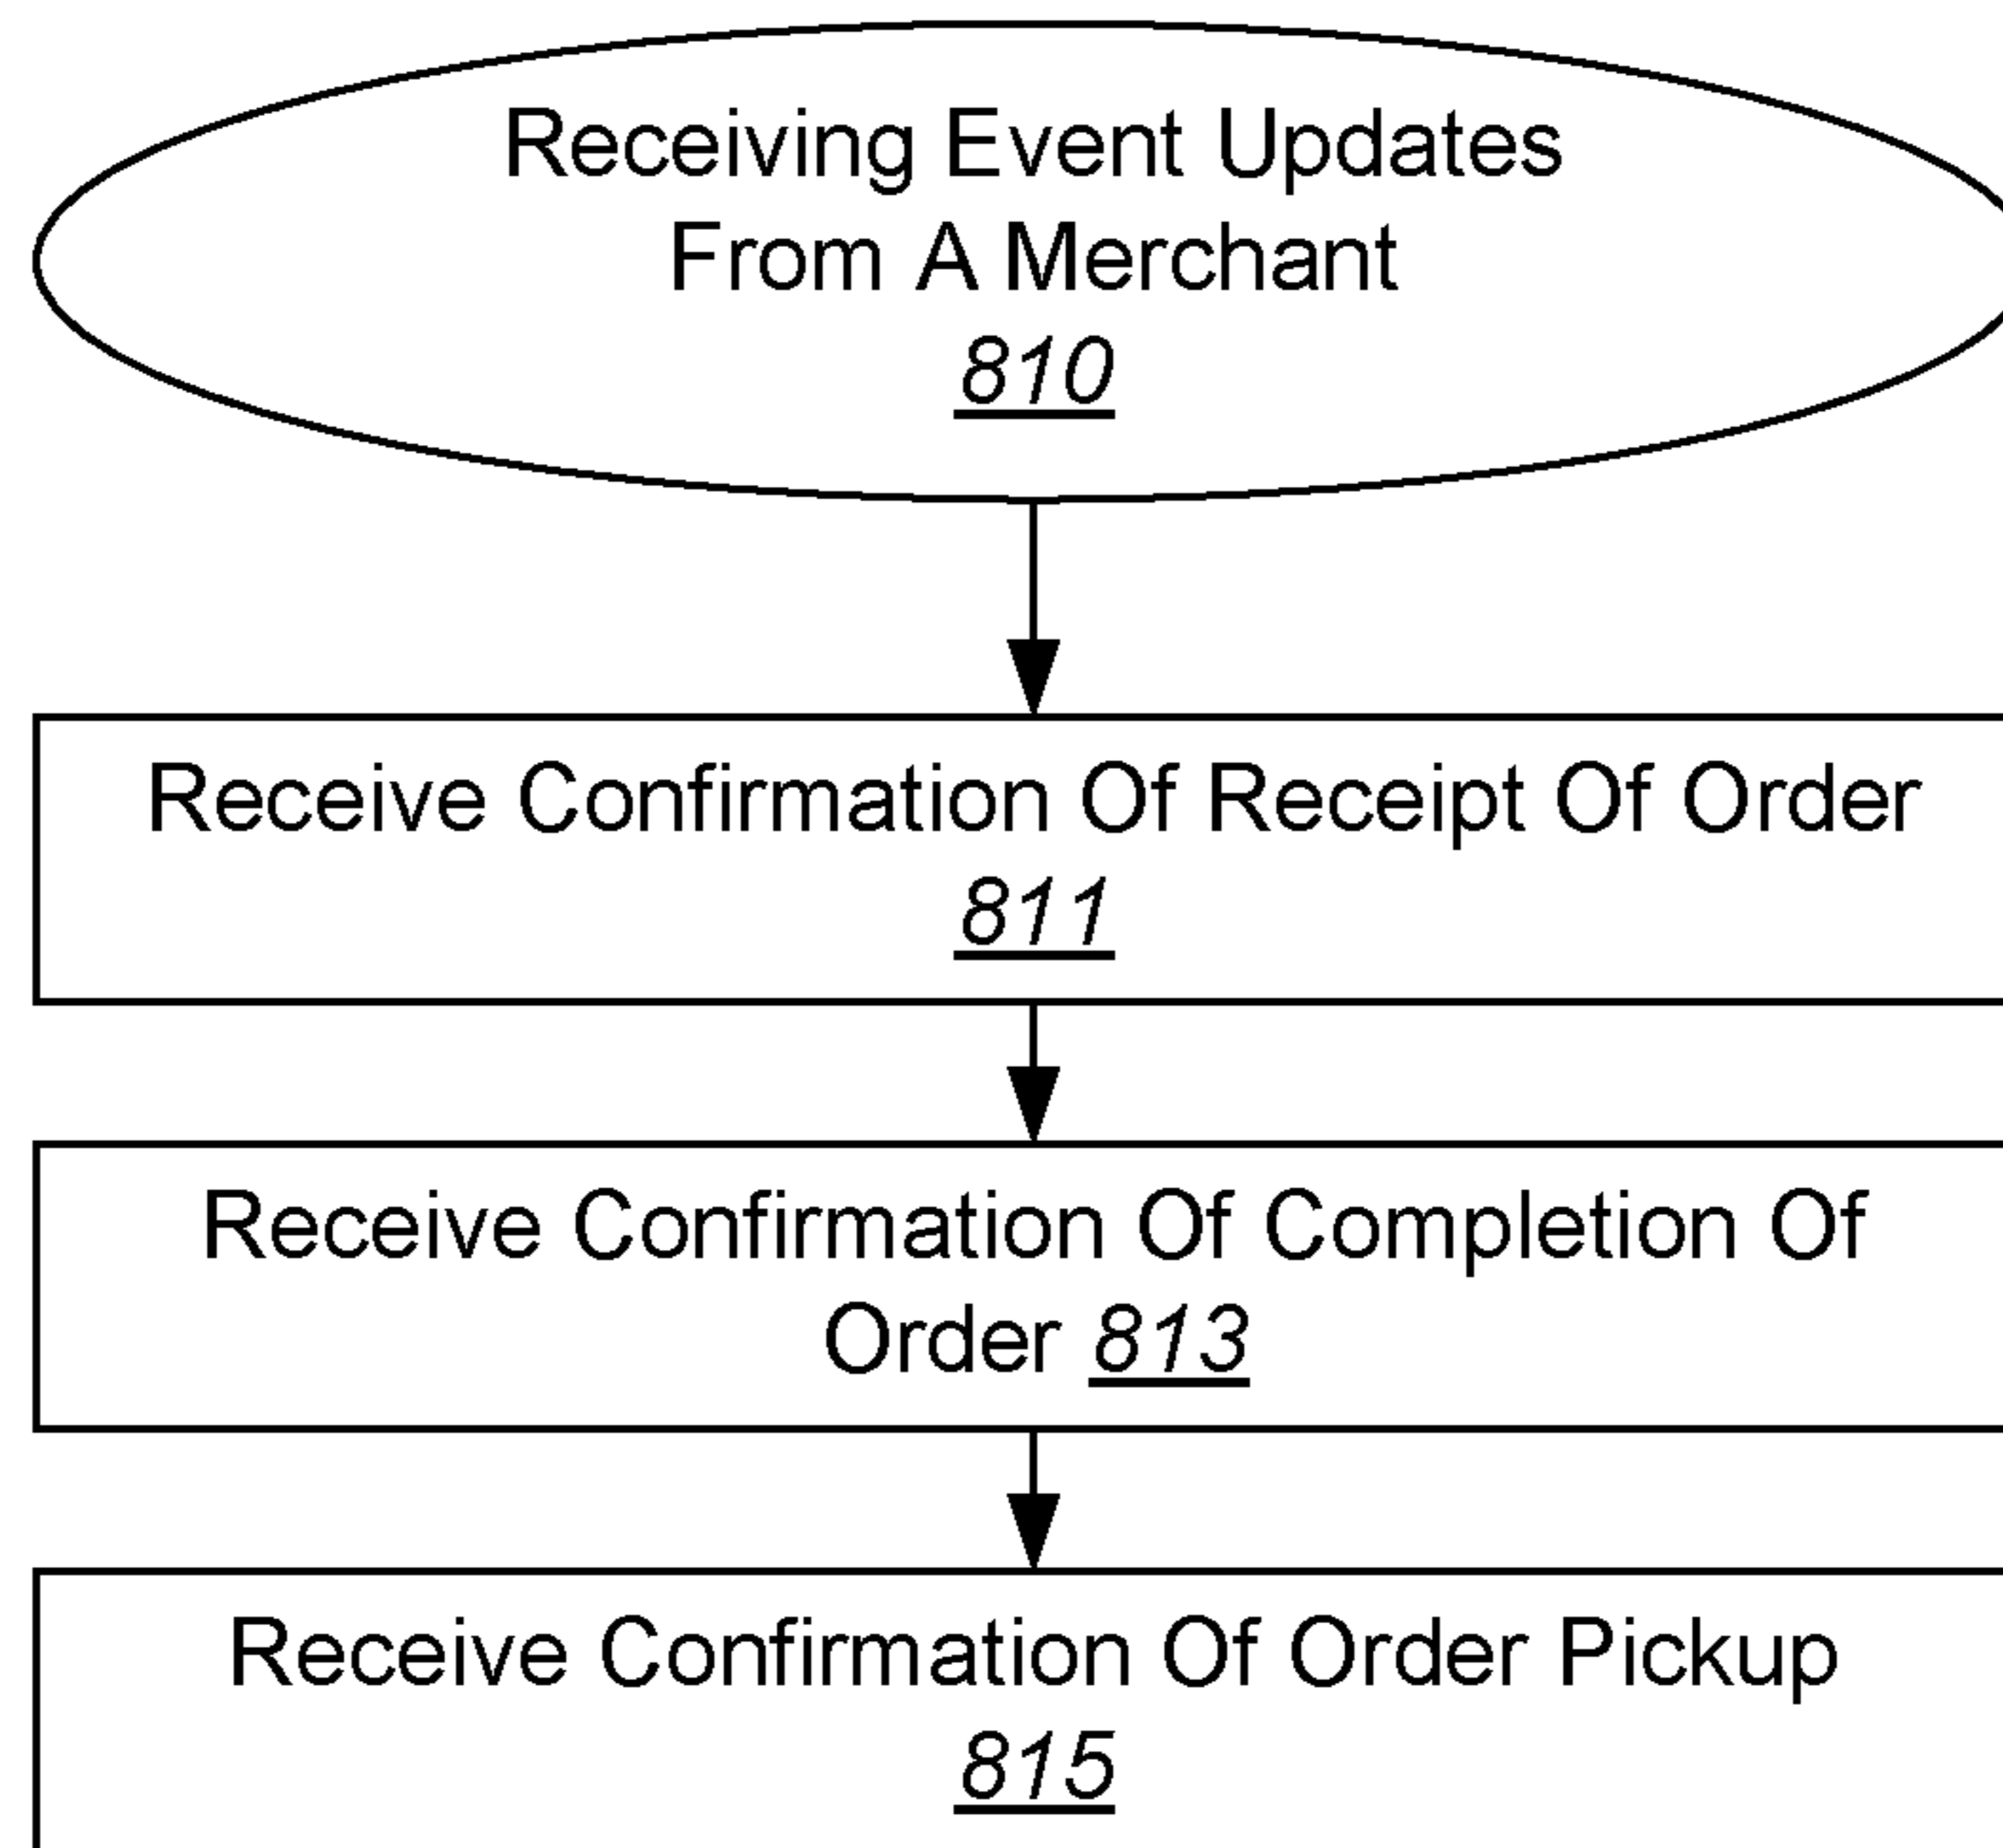 Receiving Event Updates
From A Merchant
810
Receive Confirmation Of Receipt Of Order
811
Receive Confirmation Of Completion Of
Order 813
Receive Confirmation Of Order Pickup
815